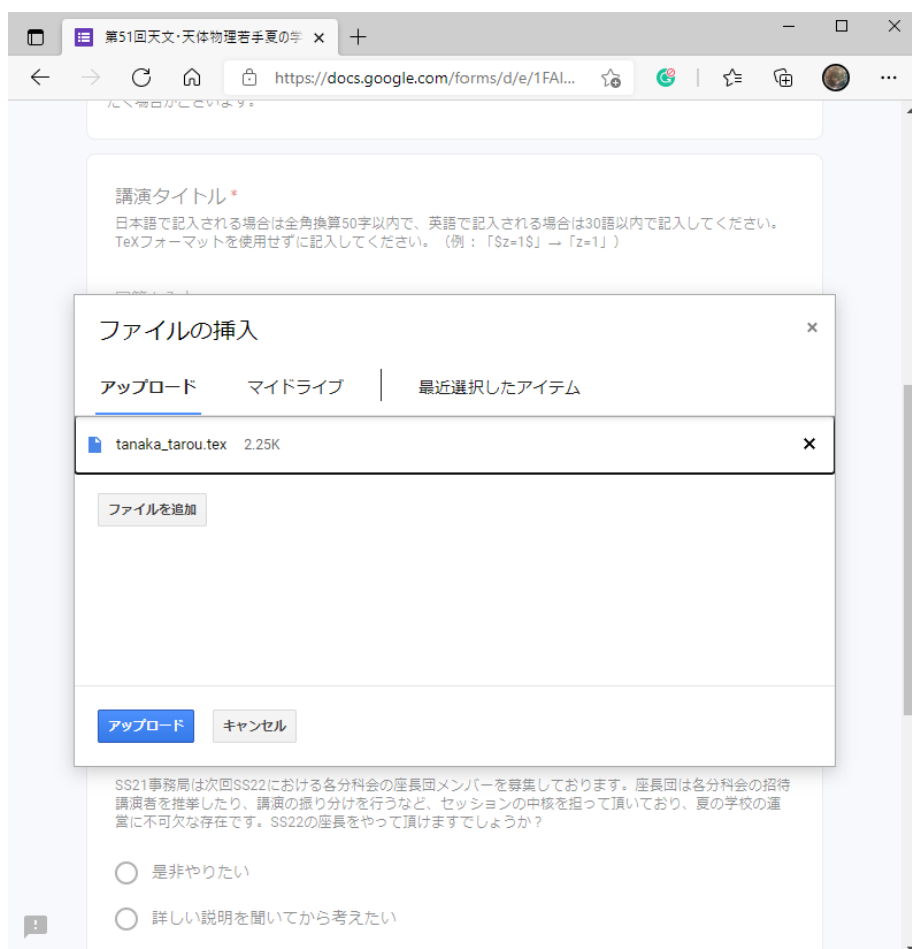 第51回天文・天体物理若手夏の学
https://docs.google.com/forms/d/e/1FAI...
たく場合がございます。
講演タイトル *
日本語で記入される場合は全角換算50字以内で、英語で記入される場合は30語以内で記入してください。
TeXフォーマットを使用せずに記入してください。(例：「$z=1$」→「z=1」)
ファイルの挿入
アップロード マイドライブ 最近選択したアイテム
tanaka_tarou.tex 2.25K
ファイルを追加
アップロード キャンセル
SS21事務局は次回SS22における各分科会の座長団メンバーを募集しております。座長団は各分科会の招待
講演者を推挙したり、講演の振り分けを行うなど、セッションの中核を担って頂いており、夏の学校の運
営に不可欠な存在です。SS22の座長をやって頂けますでしょうか？
是非やりたい
詳しい説明を聞いてから考えたい